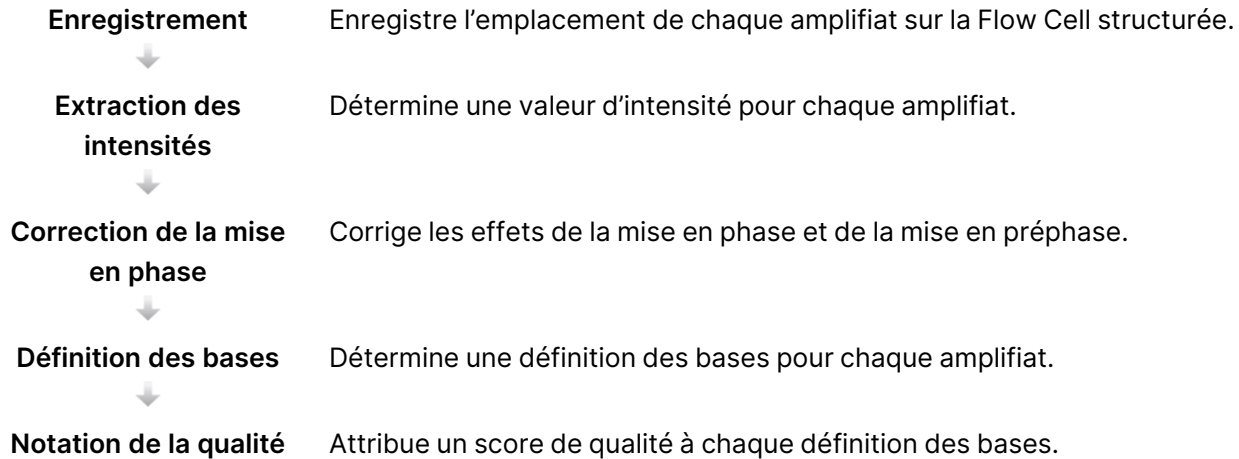 Enregistrement Enregistre l’emplacement de chaque amplifiat sur la Flow Cell structurée.
Extraction des Détermine une valeur d’intensité pour chaque amplifiat.
intensités
Correction de la mise Corrige les effets de la mise en phase et de la mise en préphase.
en phase
Définition des bases Détermine une définition des bases pour chaque amplifiat.
Notation de la qualité Attribue un score de qualité à chaque définition des bases.